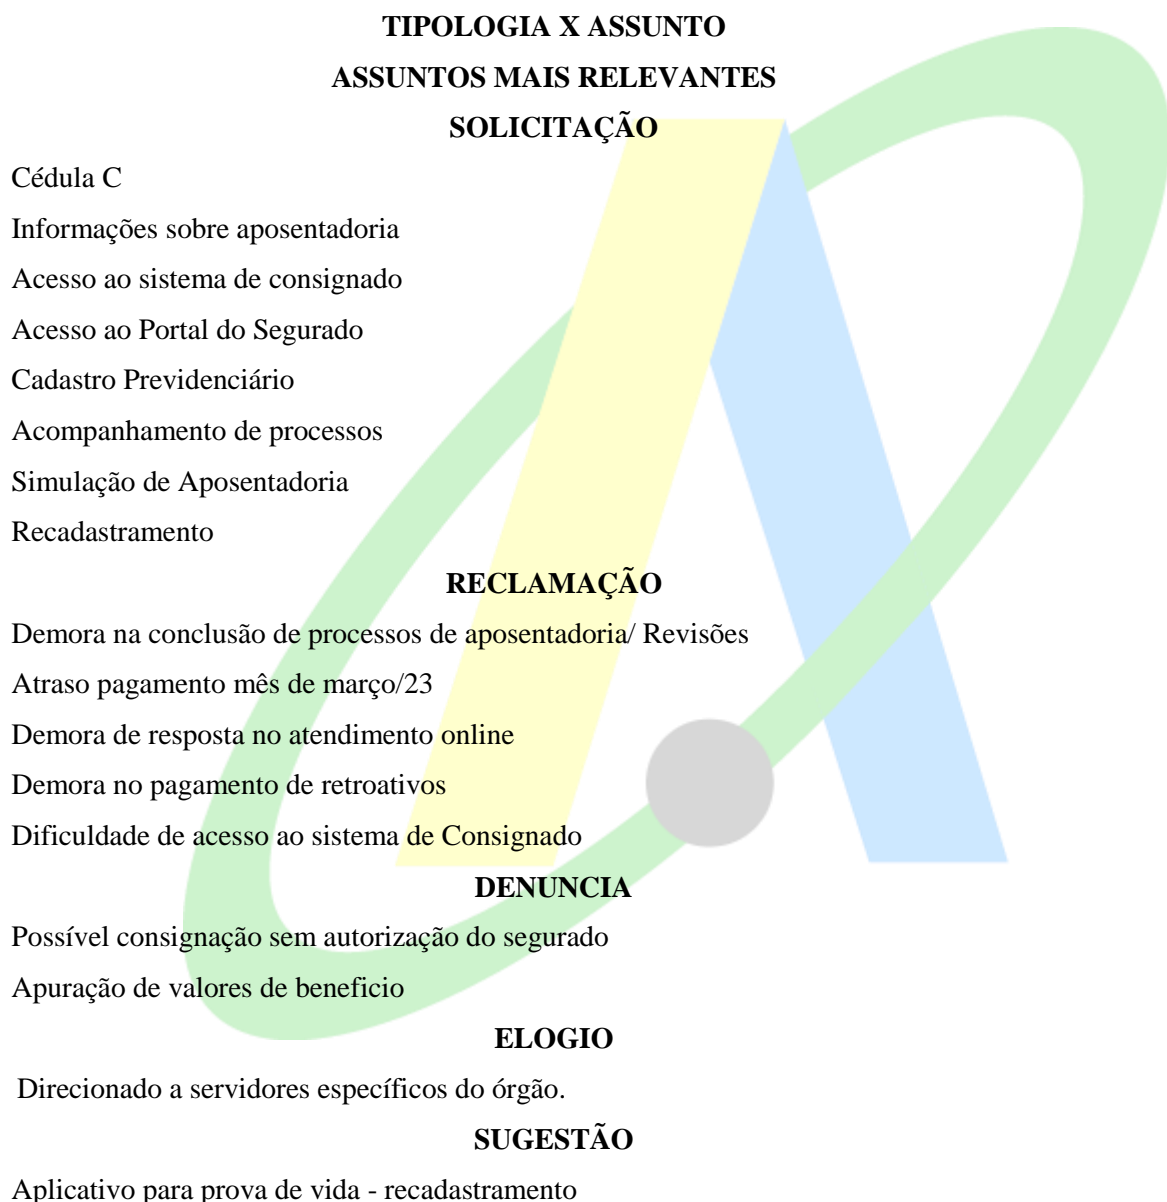 TIPOLOGIA X ASSUNTO
ASSUNTOS MAIS RELEVANTES
SOLICITAÇÃO
Cédula C
Informações sobre aposentadoria
Acesso ao sistema de consignado
Acesso ao Portal do Segurado
Cadastro Previdenciário
Acompanhamento de processos
Simulação de Aposentadoria
Recadastramento
RECLAMAÇÃO
Demora na conclusão de processos de aposentadoria/ Revisões
Atraso pagamento mês de março/23
Demora de resposta no atendimento online
Demora no pagamento de retroativos
Dificuldade de acesso ao sistema de Consignado
DENUNCIA
Possível consignação sem autorização do segurado
Apuração de valores de beneficio
ELOGIO
Direcionado a servidores específicos do órgão.
SUGESTÃO
Aplicativo para prova de vida - recadastramento